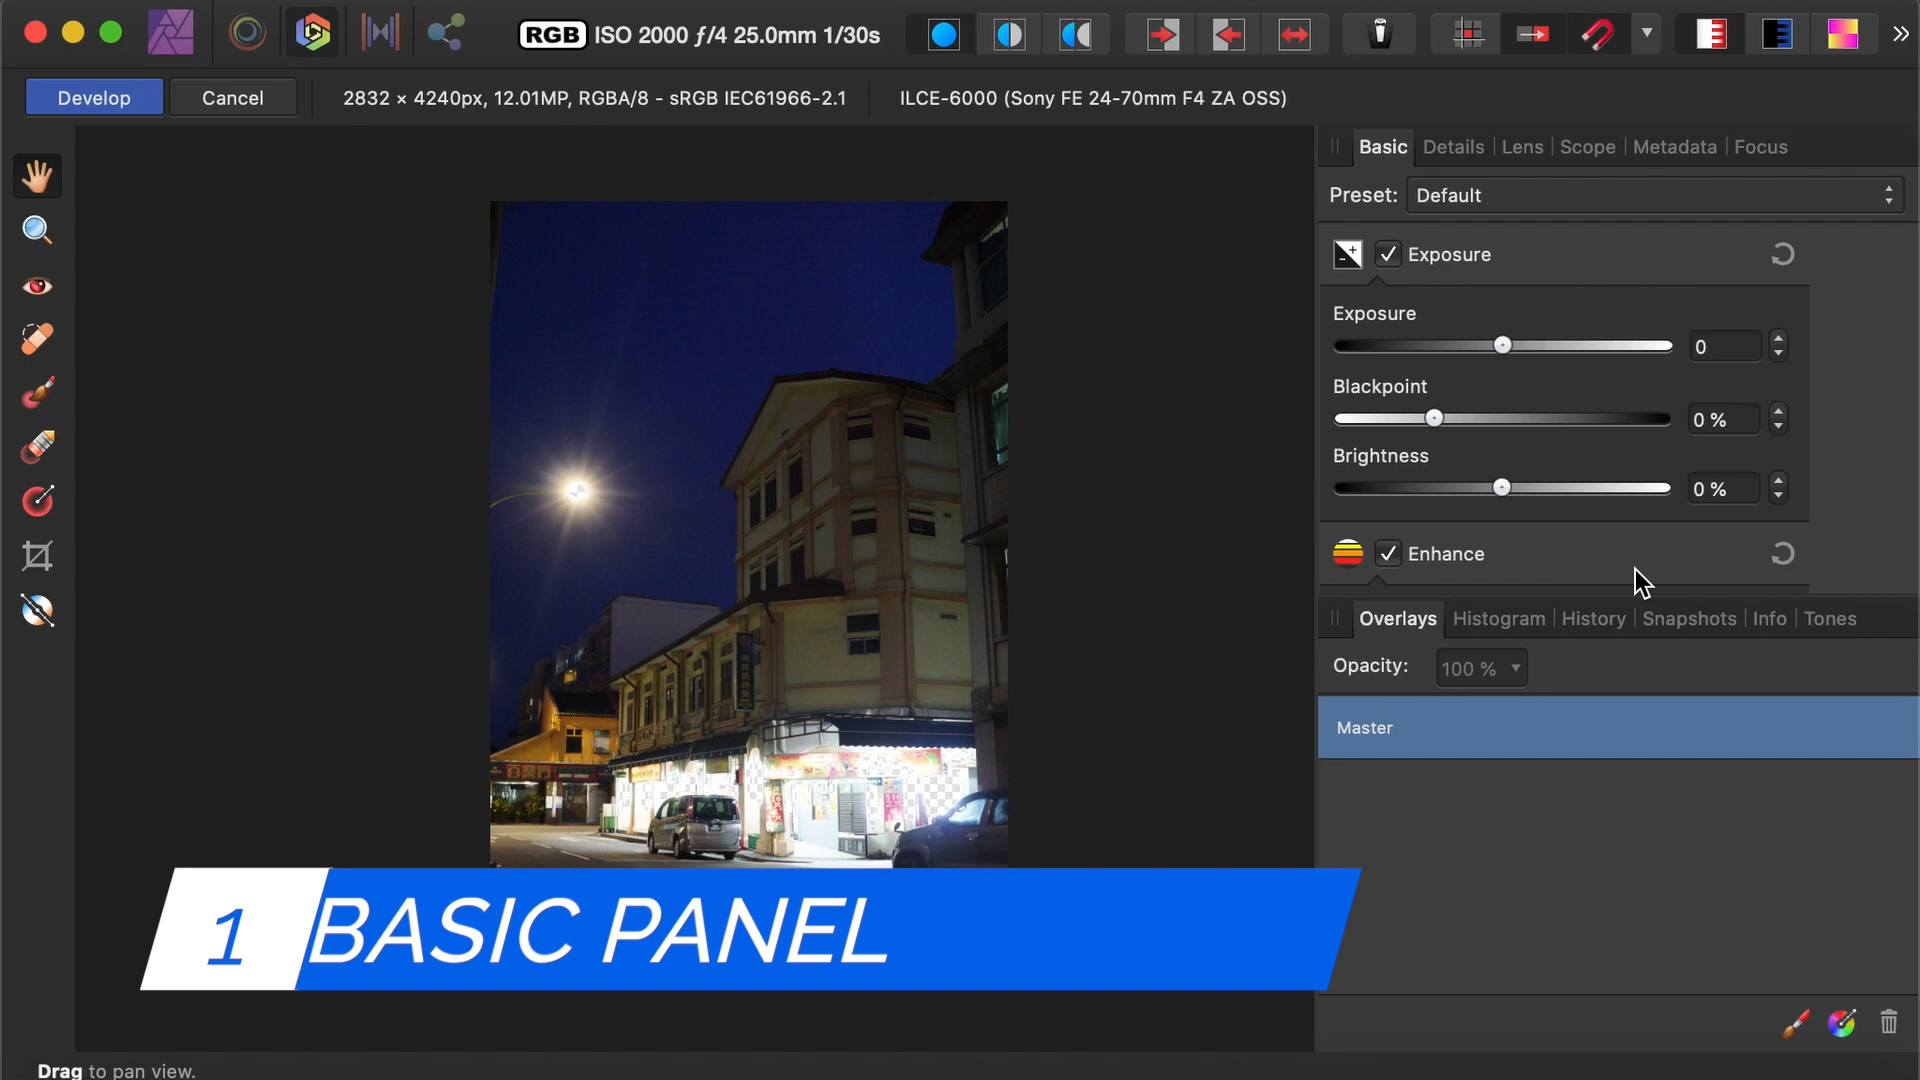 RGB ISO 2000 ƒ/4 25.0mm 1/30s
Develop
Cancel
2832 × 4240px, 12.01MP, RGBA/8 - sRGB IEC61966-2.1
ILCE-6000 (Sony FE 24-70mm F4 ZA OSS)
Basic Details Lens Scope Metadata Focus
Preset: Default
Exposure
Exposure
0
Blackpoint
0 %
Brightness
0 %
Enhance
Overlays Histogram History Snapshots Info Tones
Opacity: 100 %
Master
1 BASIC PANEL
Drag to pan view.